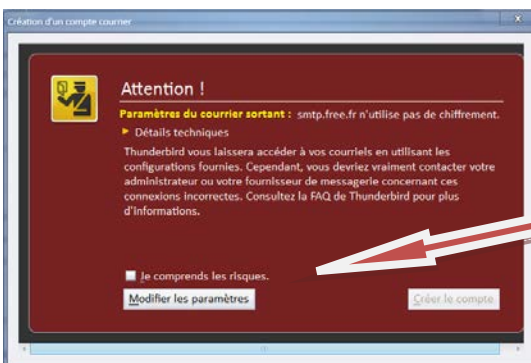 Création d'un compte courrier
Attention !
Paramètres du courrier sortant : smtp.free.fr n'utilise pas de chiffrement.
Détails techniques
Thunderbird vous laissera accéder à vos courriels en utilisant les
configurations fournies. Cependant, vous devriez vraiment contacter votre
administrateur ou votre fournisseur de messagerie concernant ces
connexions incorrectes. Consultez la FAQ de Thunderbird pour plus
d'informations.
Je comprends les risques.
Modifier les paramètres
Créer le compte